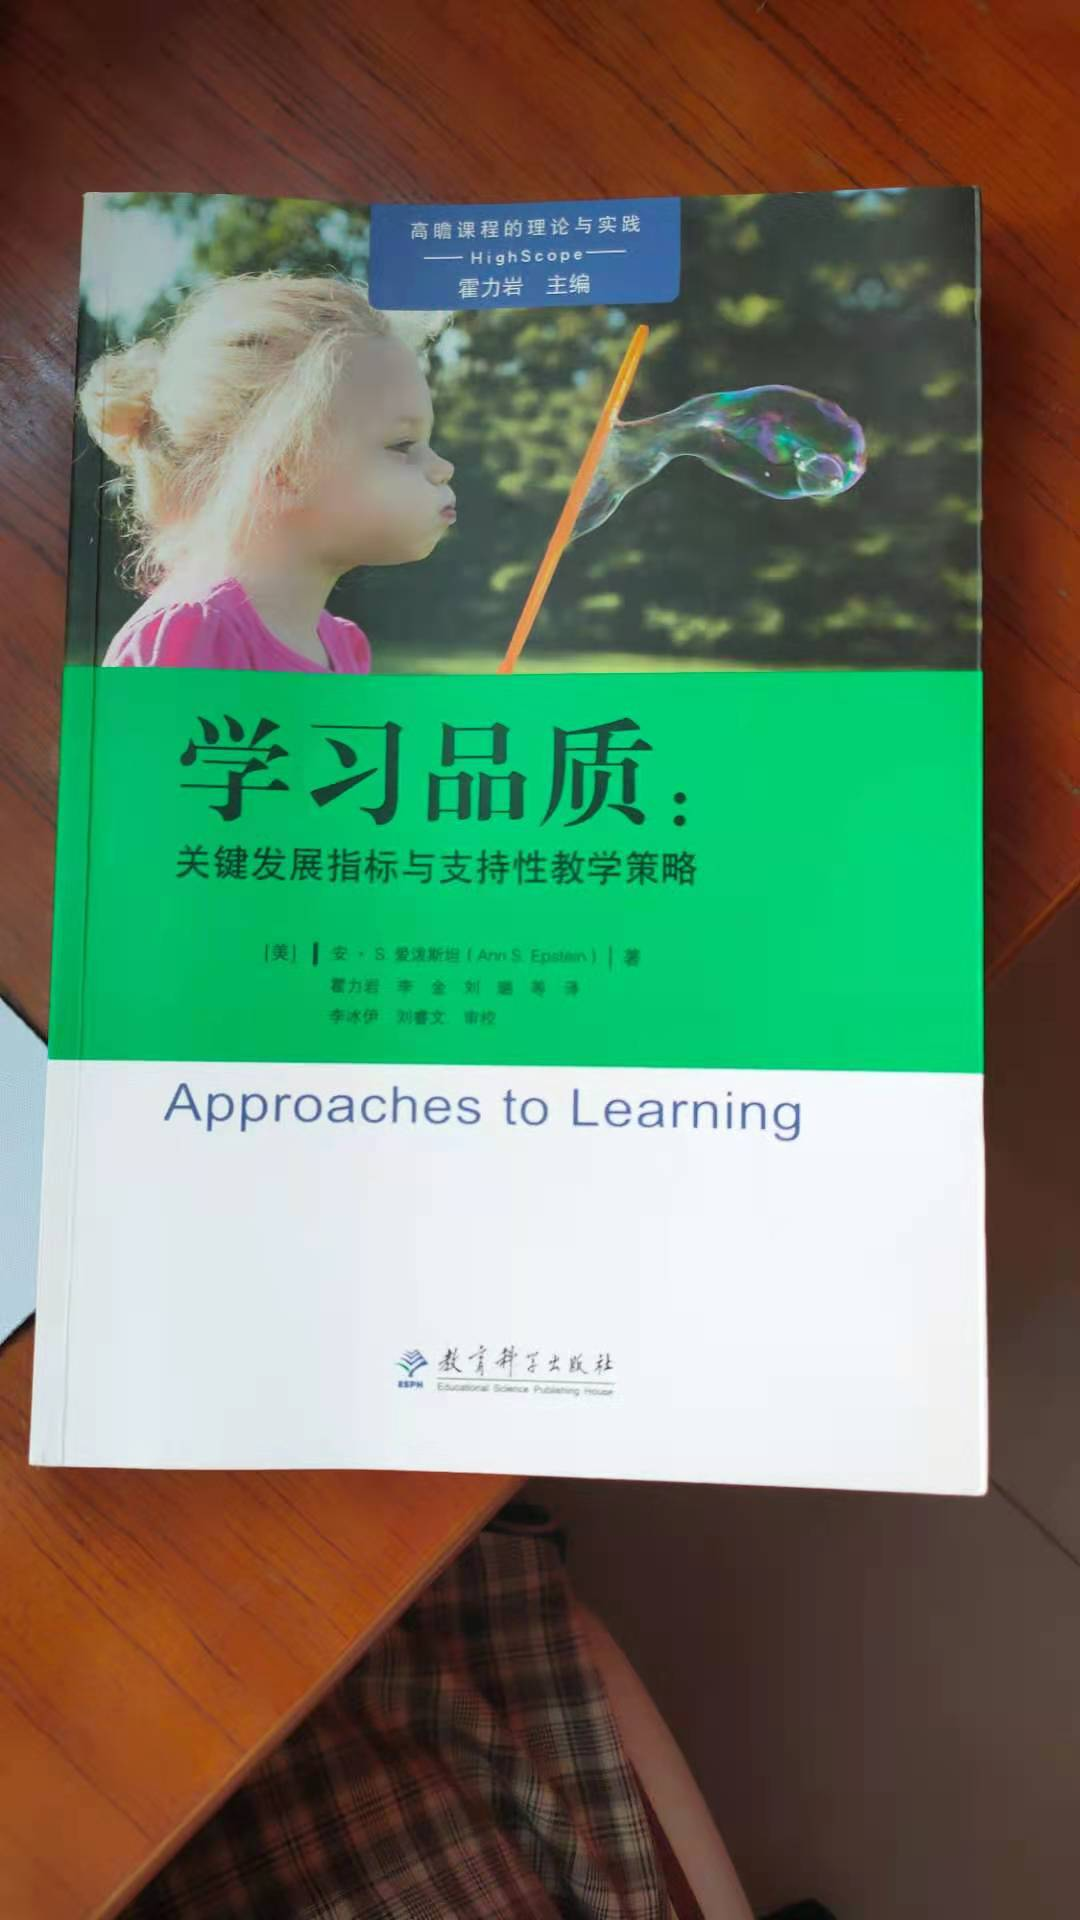 高瞻课程的理论与实践
HighScope
霍力岩 主编
学习品质：
关键发展指标与支持性教学策略
[美] 安·S. 爱泼斯坦（Ann S. Epstein） 著
霍力岩 李 金 刘 璐 等 译
李冰伊 刘睿文 审校
Approaches to Learning
教育科学出版社
ESPH
Educational Science Publishing House